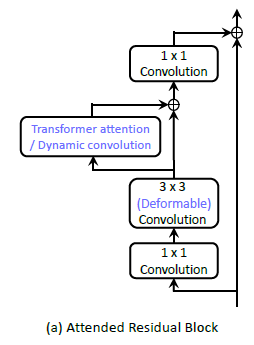 1 x 1
Convolution
Transformer attention
/ Dynamic convolution
3 x 3
(Deformable)
Convolution
1 x 1
Convolution
(a) Attended Residual Block